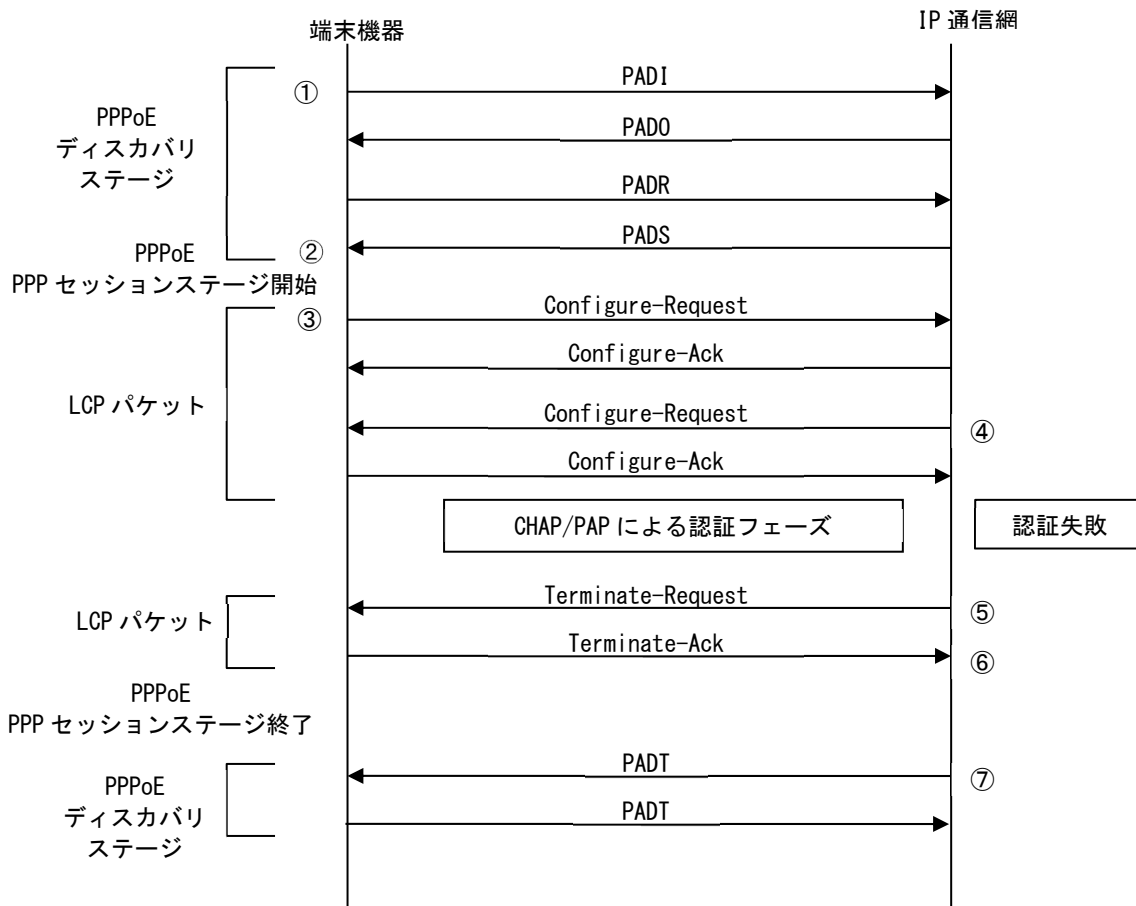 端末機器
IP 通信網
PADI
①
PPPoE
ディスカバリ
ステージ
PADO
PADR
PADS
②
PPPoE
PPP セッションステージ開始
Configure-Request
③
Configure-Ack
LCP パケット
Configure-Request
④
Configure-Ack
CHAP/PAP による認証フェーズ
認証失敗
Terminate-Request
⑤
LCP パケット
Terminate-Ack
⑥
PPPoE
PPP セッションステージ終了
PADT
⑦
PPPoE
ディスカバリ
ステージ
PADT